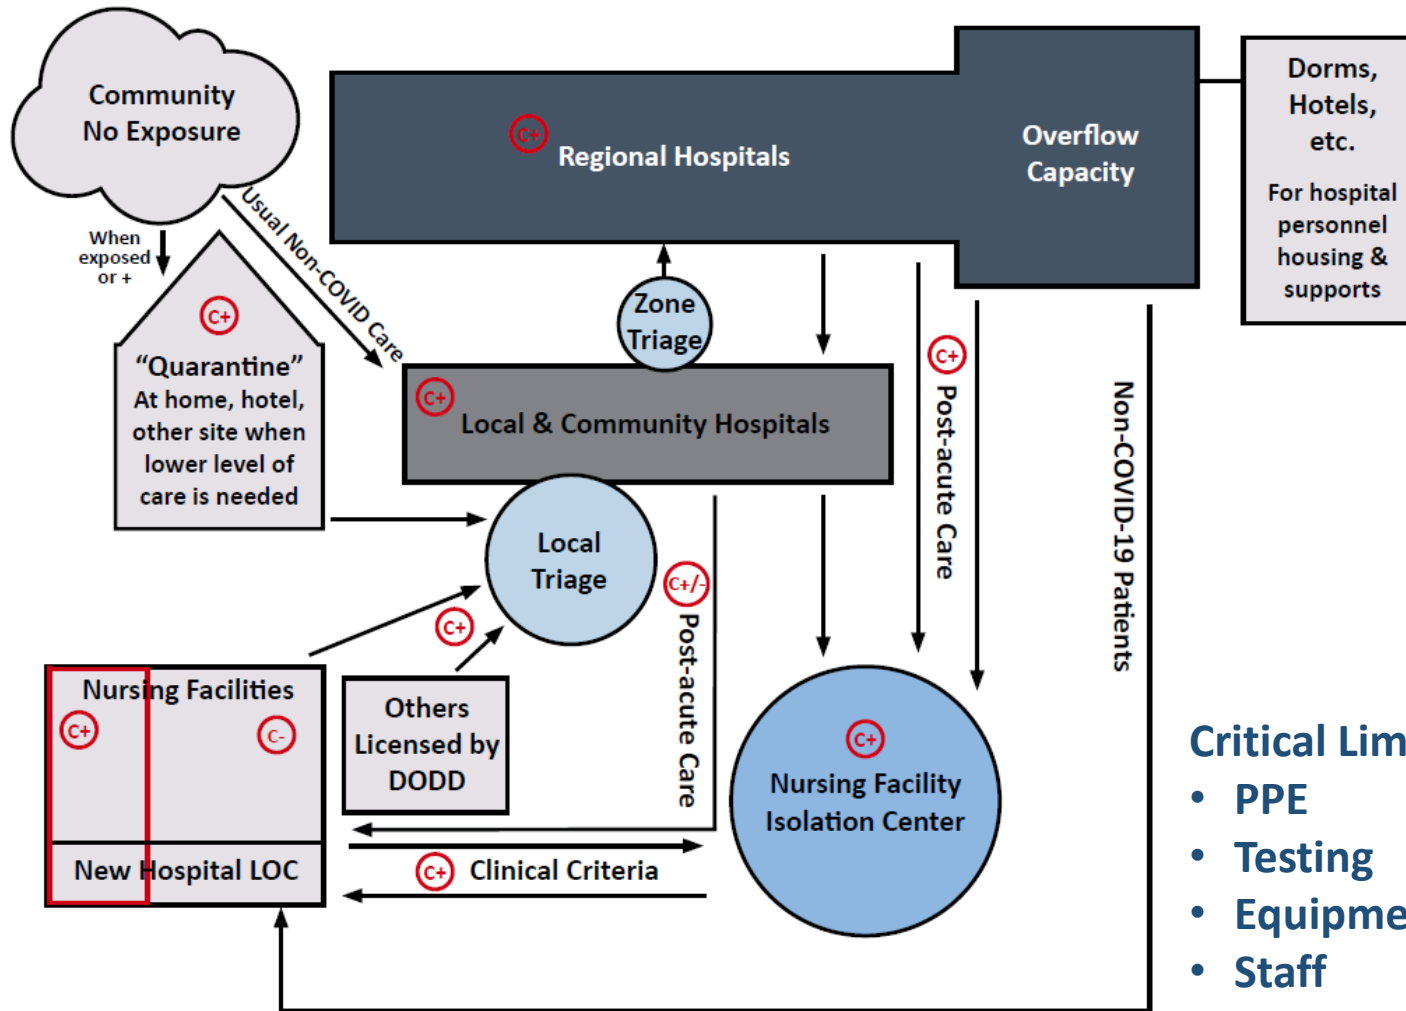 Community
No Exposure
When
exposed
or +
Usual Non-COVID Care
C+
Regional Hospitals
Overflow
Capacity
Dorms,
Hotels,
etc.
For hospital
personnel
housing &
supports
Zone
Triage
C+
"Quarantine"
At home, hotel,
other site when
lower level of
care is needed
C+
Local & Community Hospitals
C+
Post-acute Care
Non-COVID-19 Patients
Local
Triage
C+/-
Post-acute Care
C+
Nursing Facilities
C+
C-
New Hospital LOC
Others
Licensed by
DODD
C+
Nursing Facility
Isolation Center
C+ Clinical Criteria
Critical Lim
• PPE
• Testing
• Equipme
• Staff